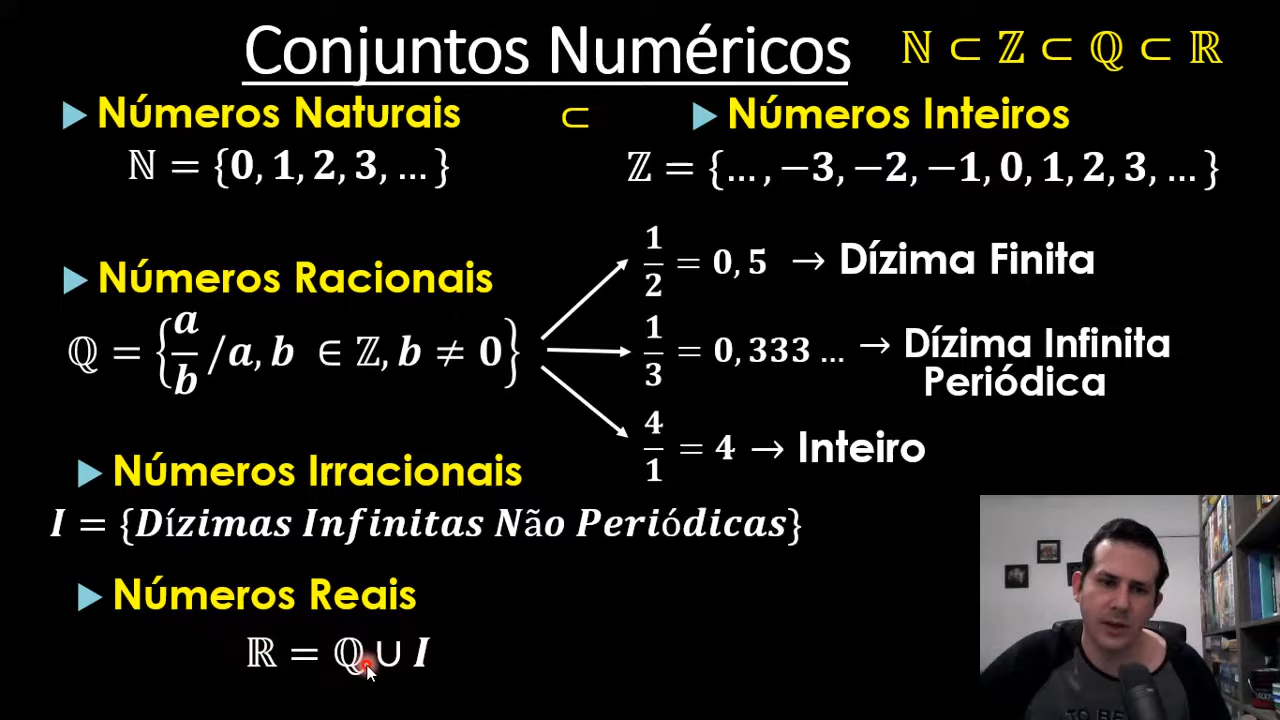 Conjuntos Numéricos
ℕ ⊂ ℤ ⊂ ℚ ⊂ ℝ
Números Naturais ⊂ Números Inteiros
ℕ = {0, 1, 2, 3, ...}
ℤ = {..., −3, −2, −1, 0, 1, 2, 3, ...}
Números Racionais
ℚ = {a/b /a, b ∈ ℤ, b ≠ 0}
1/2 = 0,5 → Dízima Finita
1/3 = 0,333... → Dízima Infinita
Periódica
4/1 = 4 → Inteiro
Números Irracionais
I = {Dízimas Infinitas Não Periódicas}
Números Reais
ℝ = ℚ ∪ I
TO BE